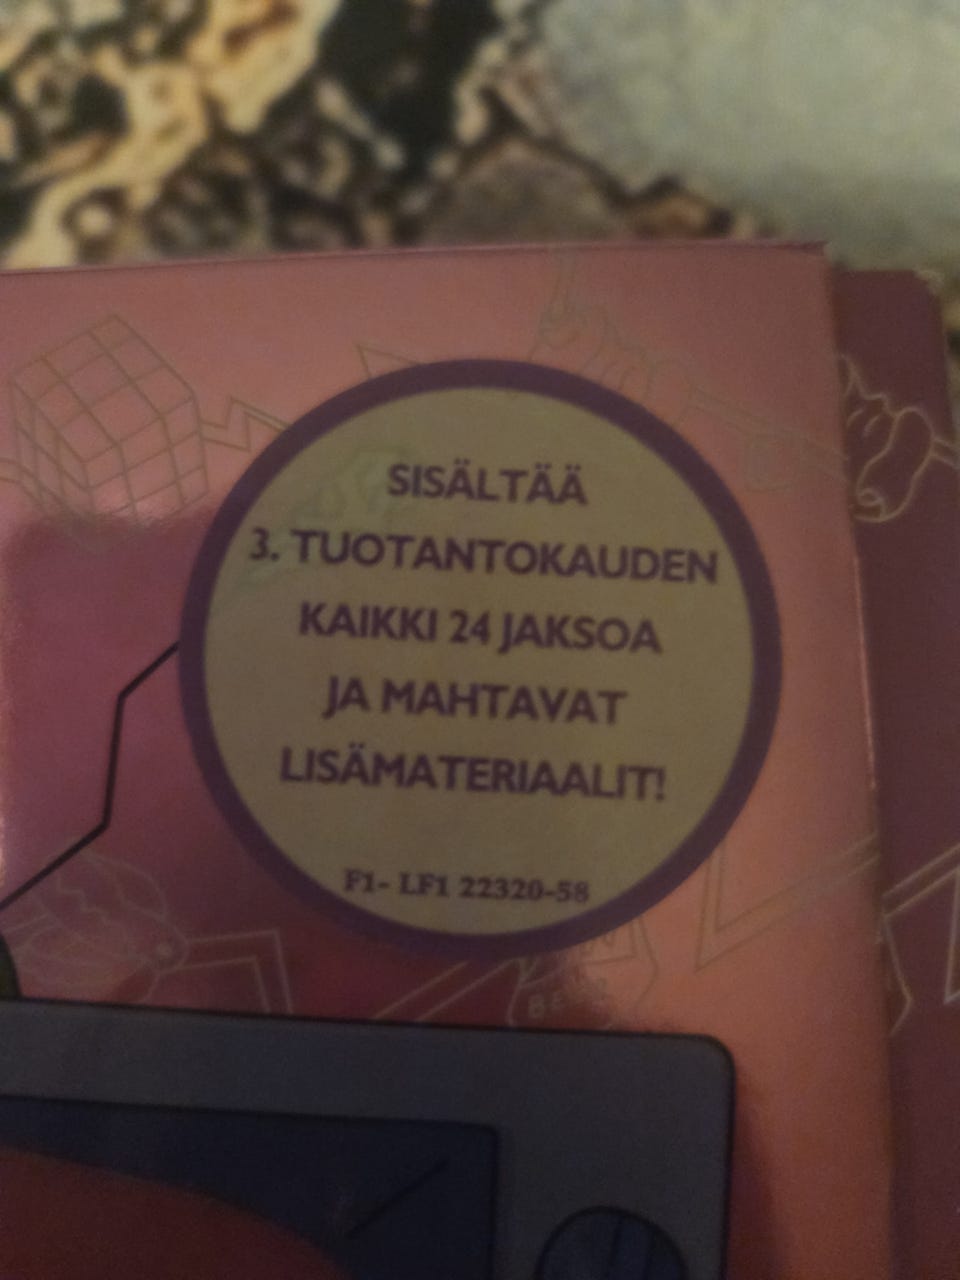 SISÄLTÄÄ
3. TUOTANTOKAUDEN
KAIKKI 24 JAKSOA
JA MAHTAVAT
LISÄMATERIAALIT!
F1- LF1 22320-58